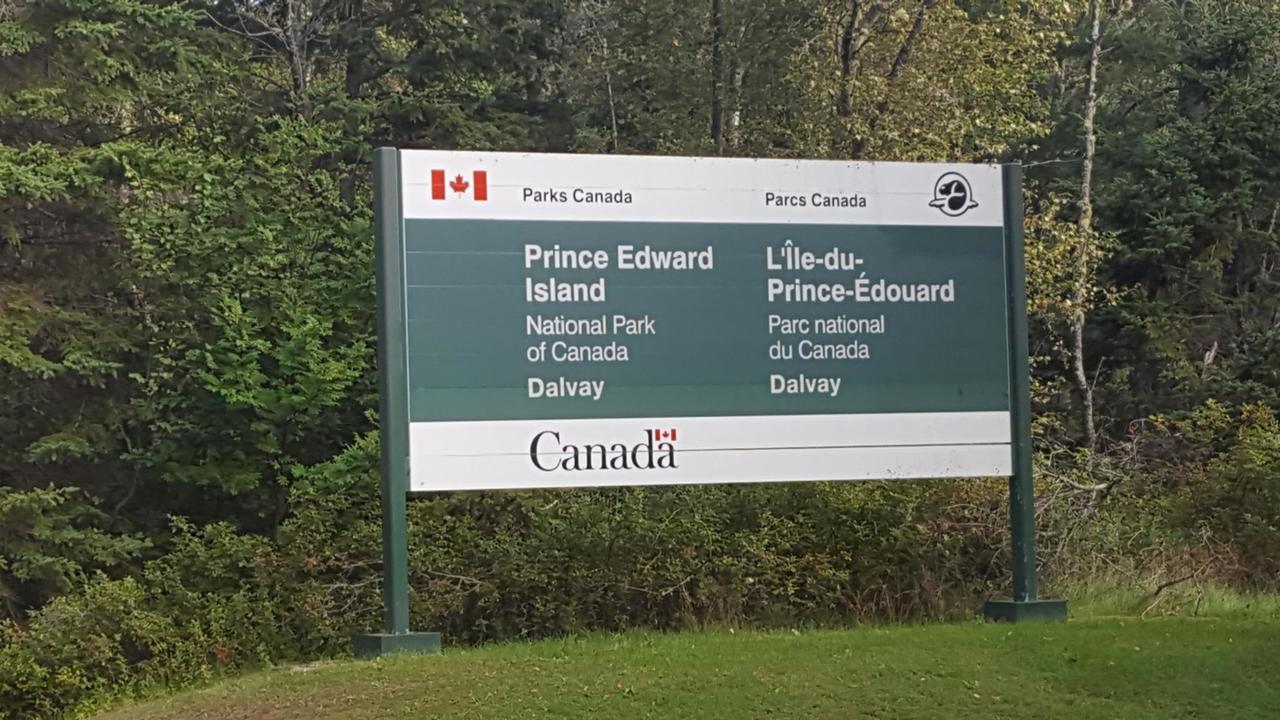 Parks Canada
Parcs Canada
Prince Edward
Island
National Park
of Canada
Dalvay
L'Île-du-
Prince-Édouard
Parc national
du Canada
Dalvay
Canada